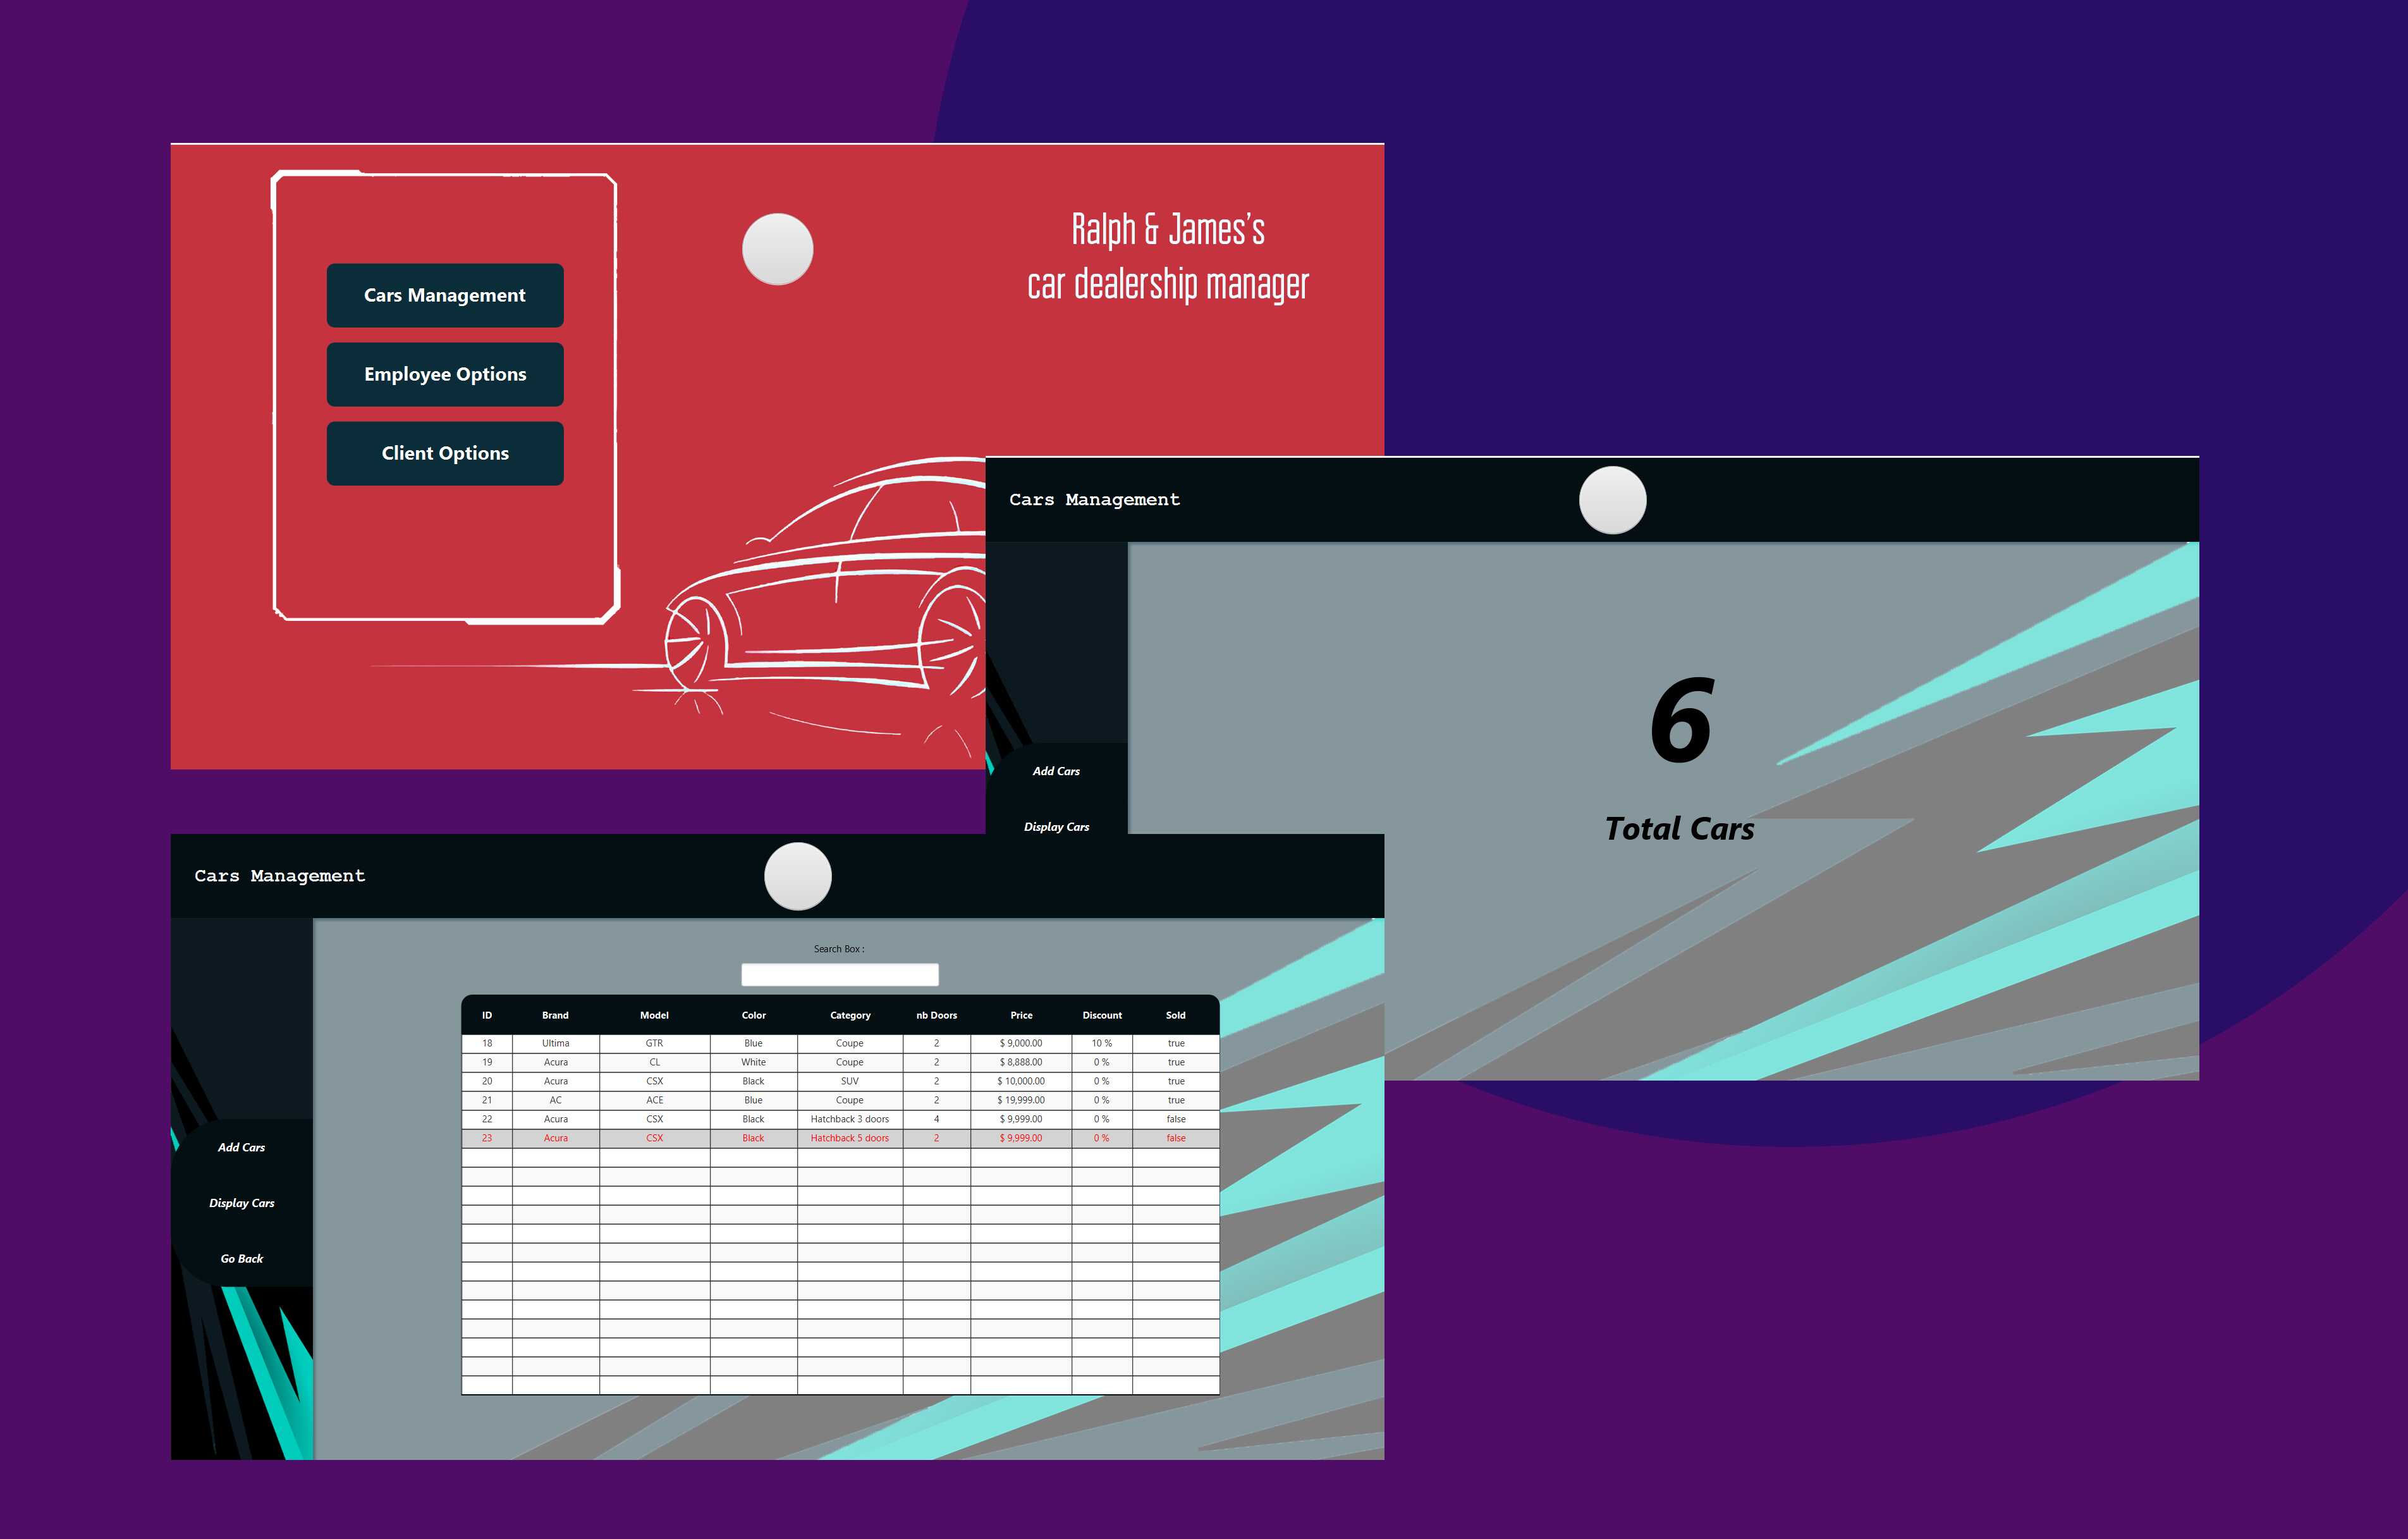 Ralph & James's
car dealership manager
Cars Management
Employee Options
Client Options
Cars Management
6
Total Cars
Add Cars
Display Cars
Cars Management
Search Box :
ID Brand Model Color Category nb Doors Price Discount Sold
18 Ultima GTR Blue Coupe 2 $ 9,000.00 10 % true
19 Acura CL White Coupe 2 $ 8,888.00 0 % true
20 Acura CSX Black SUV 2 $ 10,000.00 0 % true
21 AC ACE Blue Coupe 2 $ 19,999.00 0 % true
22 Acura CSX Black Hatchback 3 doors 4 $ 9,999.00 0 % false
23 Acura CSX Black Hatchback 5 doors 2 $ 9,999.00 0 % false
Add Cars
Display Cars
Go Back